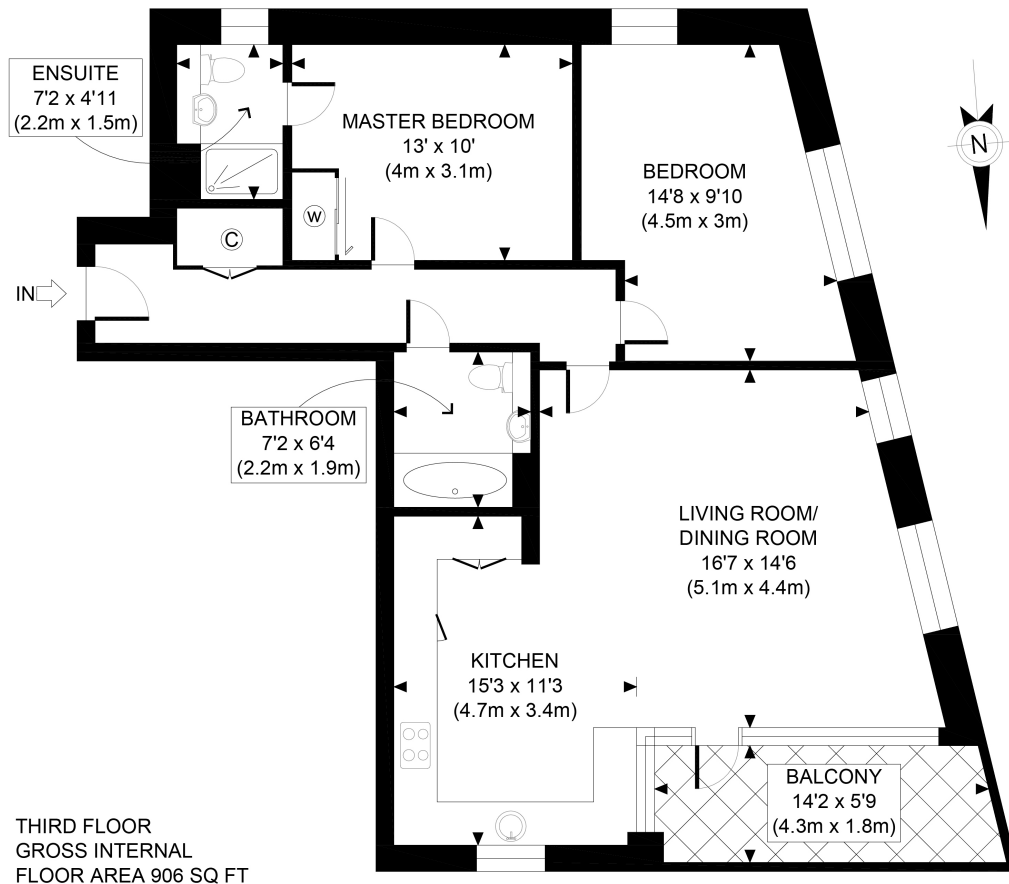 ENSUITE
7'2 x 4'11
(2.2m x 1.5m)
MASTER BEDROOM
13' x 10'
(4m x 3.1m)
BEDROOM
14'8 x 9'10
(4.5m x 3m)
N
W
C
IN
BATHROOM
7'2 x 6'4
(2.2m x 1.9m)
LIVING ROOM/
DINING ROOM
16'7 x 14'6
(5.1m x 4.4m)
KITCHEN
15'3 x 11'3
(4.7m x 3.4m)
BALCONY
14'2 x 5'9
(4.3m x 1.8m)
THIRD FLOOR
GROSS INTERNAL
FLOOR AREA 906 SQ FT